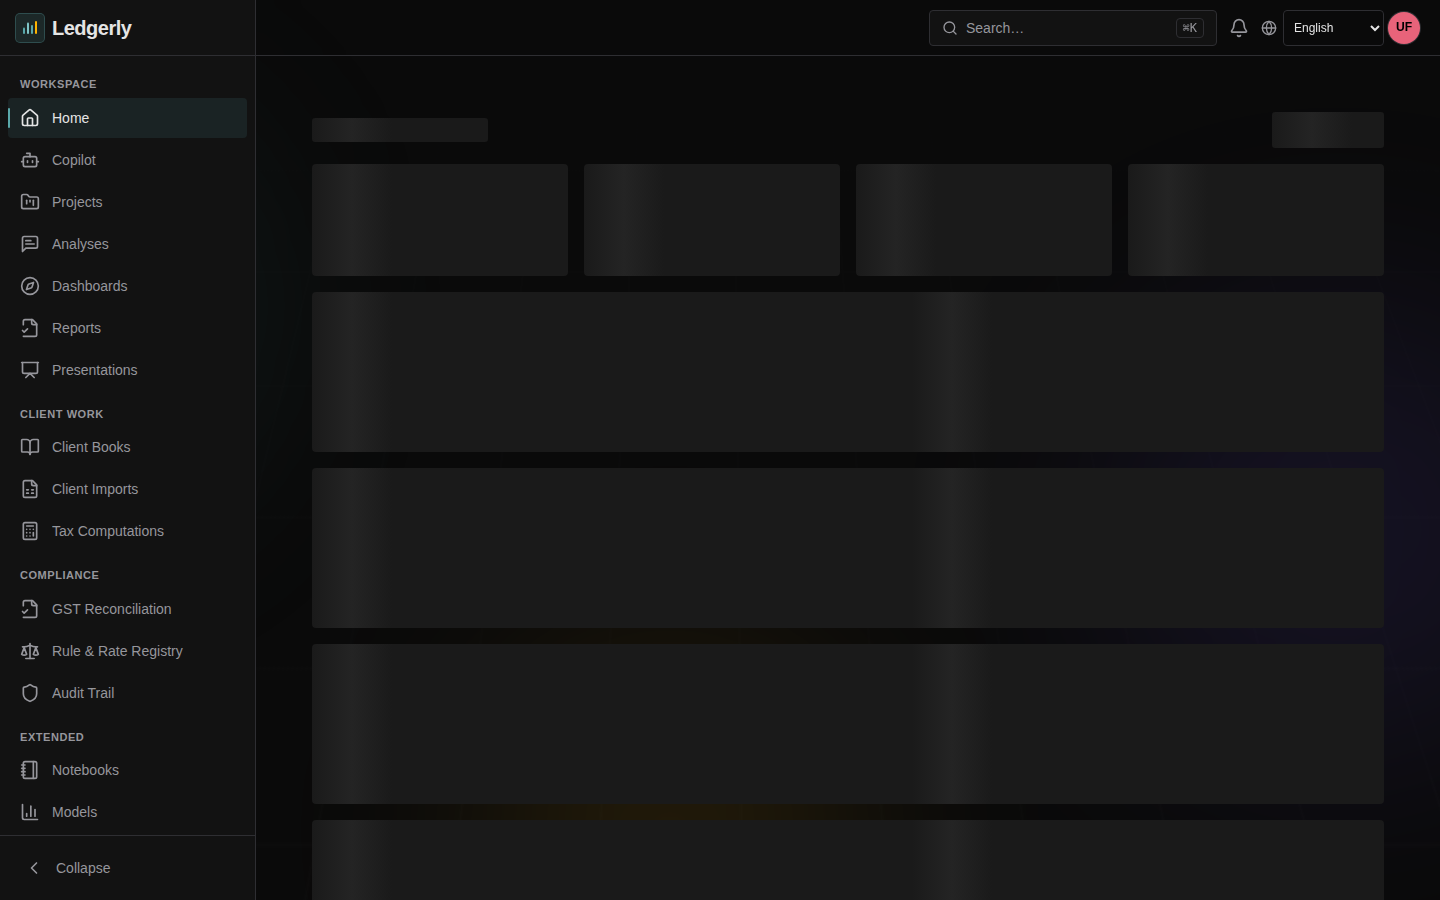 Ledgerly
Search…
⌘K
English
UF
WORKSPACE
Home
Copilot
Projects
Analyses
Dashboards
Reports
Presentations
CLIENT WORK
Client Books
Client Imports
Tax Computations
COMPLIANCE
GST Reconciliation
Rule & Rate Registry
Audit Trail
EXTENDED
Notebooks
Models
Collapse